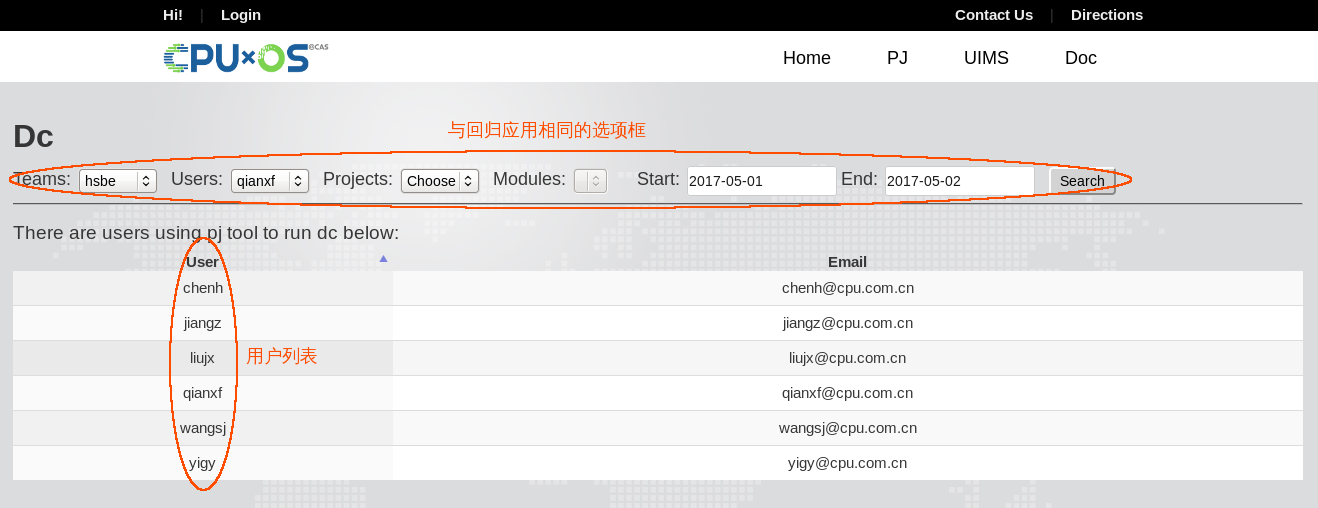 Hi! | Login Contact Us | Directions
CPU×OS @CAS Home PJ UIMS Doc
与回归应用相同的选项框
Dc
Teams: hsbe Users: qianxf Projects: Choose Modules: Start: 2017-05-01 End: 2017-05-02 Search
There are users using pj tool to run dc below:
User Email
chenh chenh@cpu.com.cn
jiangz jiangz@cpu.com.cn
liujx 用户列表 liujx@cpu.com.cn
qianxf qianxf@cpu.com.cn
wangsj wangsj@cpu.com.cn
yigy yigy@cpu.com.cn